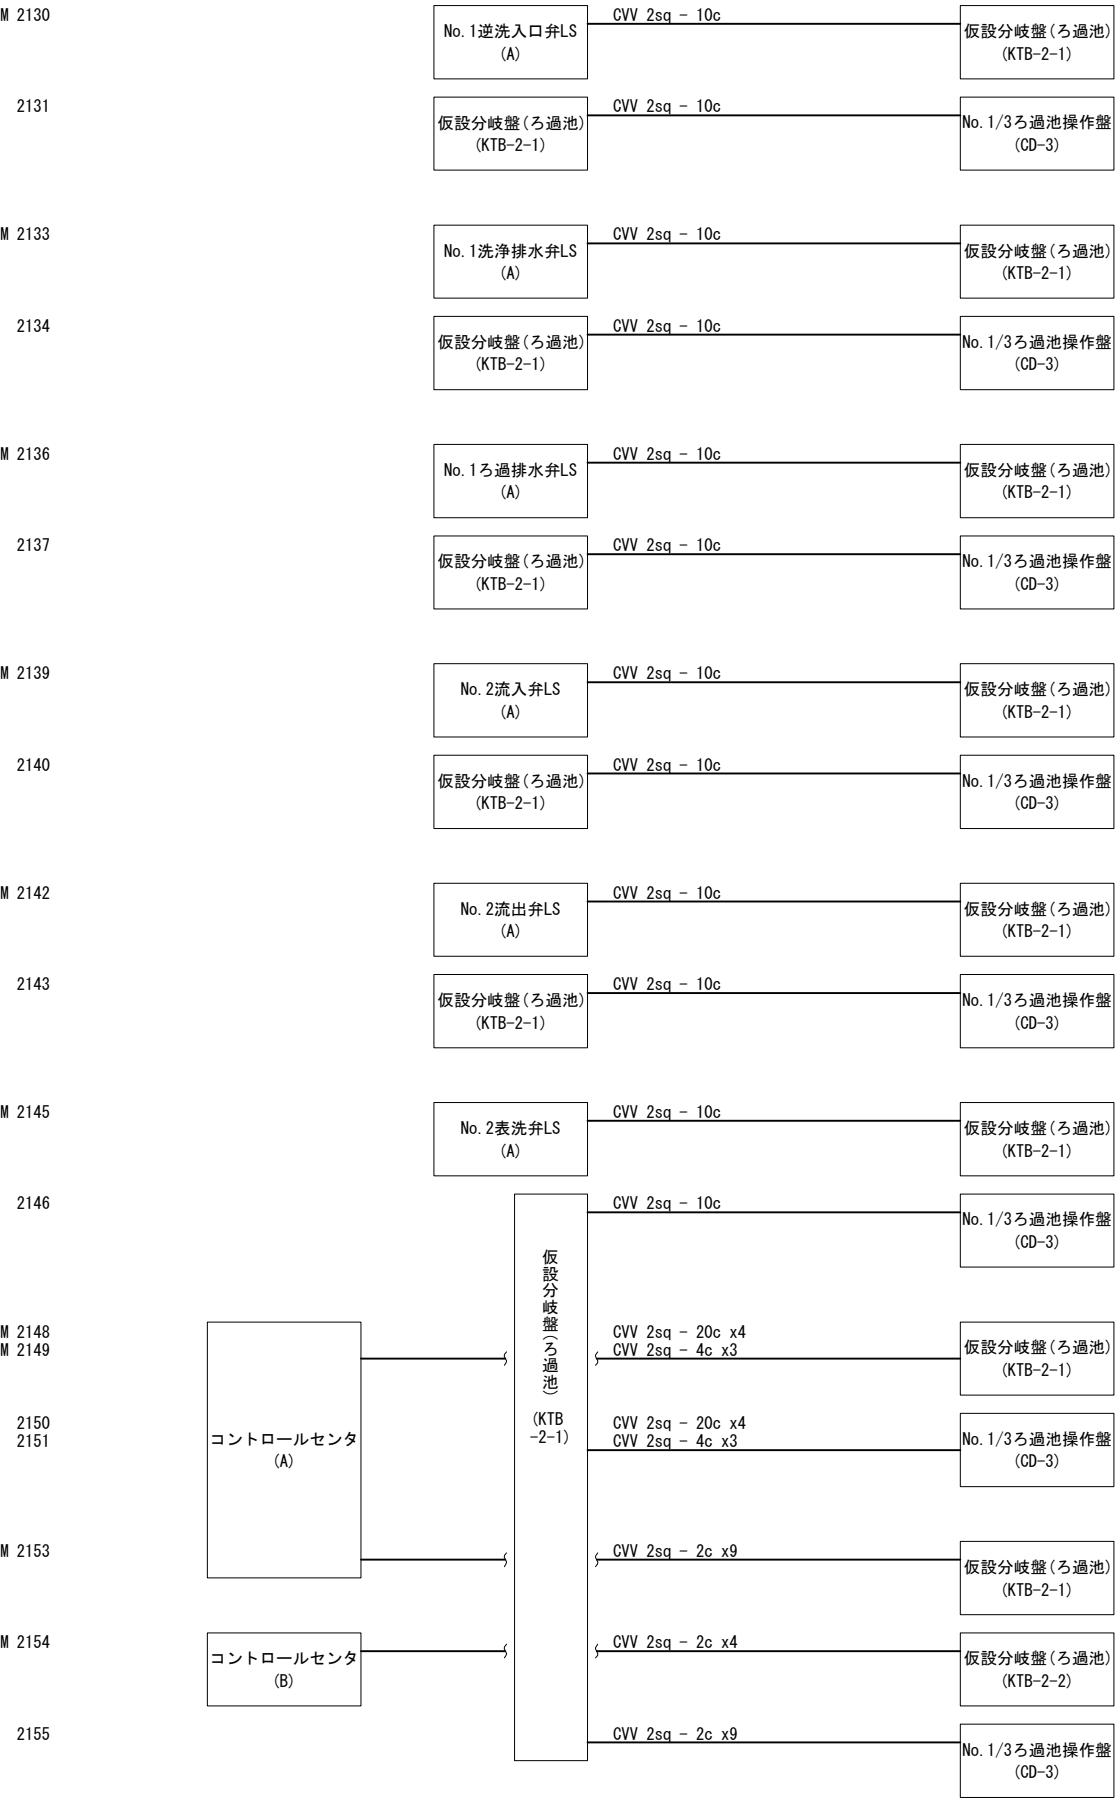 M 2130
No.1逆洗入口弁LS
(A)
CVV 2sq - 10c
仮設分岐盤(ろ過池)
(KTB-2-1)
2131
仮設分岐盤(ろ過池)
(KTB-2-1)
CVV 2sq - 10c
No.1/3ろ過池操作盤
(CD-3)
M 2133
No.1洗浄排水弁LS
(A)
CVV 2sq - 10c
仮設分岐盤(ろ過池)
(KTB-2-1)
2134
仮設分岐盤(ろ過池)
(KTB-2-1)
CVV 2sq - 10c
No.1/3ろ過池操作盤
(CD-3)
M 2136
No.1ろ過排水弁LS
(A)
CVV 2sq - 10c
仮設分岐盤(ろ過池)
(KTB-2-1)
2137
仮設分岐盤(ろ過池)
(KTB-2-1)
CVV 2sq - 10c
No.1/3ろ過池操作盤
(CD-3)
M 2139
No.2流入弁LS
(A)
CVV 2sq - 10c
仮設分岐盤(ろ過池)
(KTB-2-1)
2140
仮設分岐盤(ろ過池)
(KTB-2-1)
CVV 2sq - 10c
No.1/3ろ過池操作盤
(CD-3)
M 2142
No.2流出弁LS
(A)
CVV 2sq - 10c
仮設分岐盤(ろ過池)
(KTB-2-1)
2143
仮設分岐盤(ろ過池)
(KTB-2-1)
CVV 2sq - 10c
No.1/3ろ過池操作盤
(CD-3)
M 2145
No.2表洗弁LS
(A)
CVV 2sq - 10c
仮設分岐盤(ろ過池)
(KTB-2-1)
2146
仮設分岐盤(ろ過池)
(KTB
-2-1)
CVV 2sq - 10c
No.1/3ろ過池操作盤
(CD-3)
M 2148
M 2149
コントロールセンタ
(A)
CVV 2sq - 20c x4
CVV 2sq - 4c x3
仮設分岐盤(ろ過池)
(KTB-2-1)
2150
2151
CVV 2sq - 20c x4
CVV 2sq - 4c x3
No.1/3ろ過池操作盤
(CD-3)
M 2153
CVV 2sq - 2c x9
仮設分岐盤(ろ過池)
(KTB-2-1)
M 2154
コントロールセンタ
(B)
CVV 2sq - 2c x4
仮設分岐盤(ろ過池)
(KTB-2-2)
2155
CVV 2sq - 2c x9
No.1/3ろ過池操作盤
(CD-3)